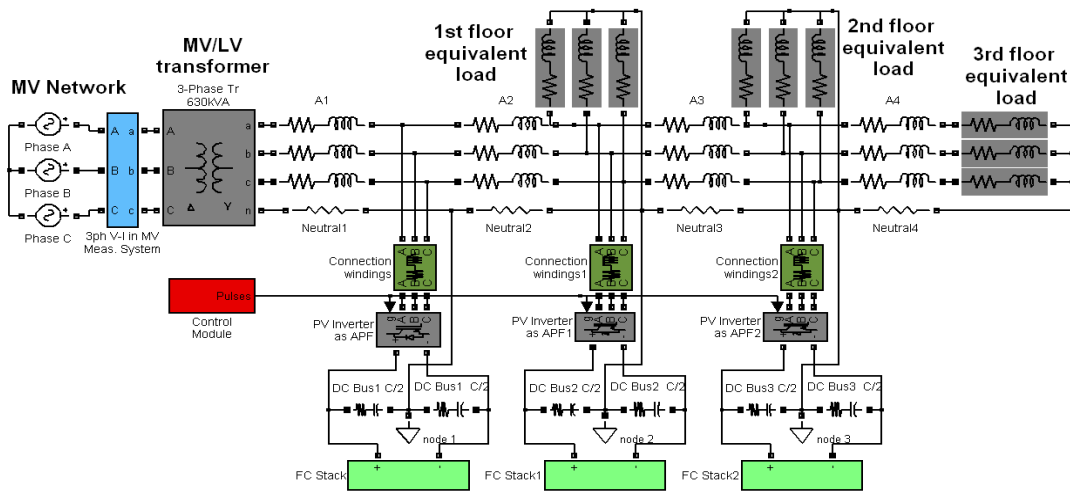 MV Network
MV/LV
transformer
3-Phase Tr
630kVA
1st floor
equivalent
load
2nd floor
equivalent
load
3rd floor
equivalent
load
A1
A2
A3
A4
Phase A
Phase B
Phase C
A a
B b
C c
3ph V-I in MV
Meas. System
A a
B b
C c
Δ Y n
Neutral1
Neutral2
Neutral3
Neutral4
Connection
windings
A B C
A B C
Connection
windings1
A B C
A B C
Connection
windings2
A B C
A B C
Pulses
Control
Module
PV Inverter
as APF
g A B C
+ -
PV Inverter
as APF1
g A B C
+ -
PV Inverter
as APF2
g A B C
+ -
DC Bus1 C/2
DC Bus1 C/2
DC Bus2 C/2
DC Bus2 C/2
DC Bus3 C/2
DC Bus3 C/2
node 1
node 2
node 3
FC Stack
+ -
FC Stack1
+ -
FC Stack2
+ -